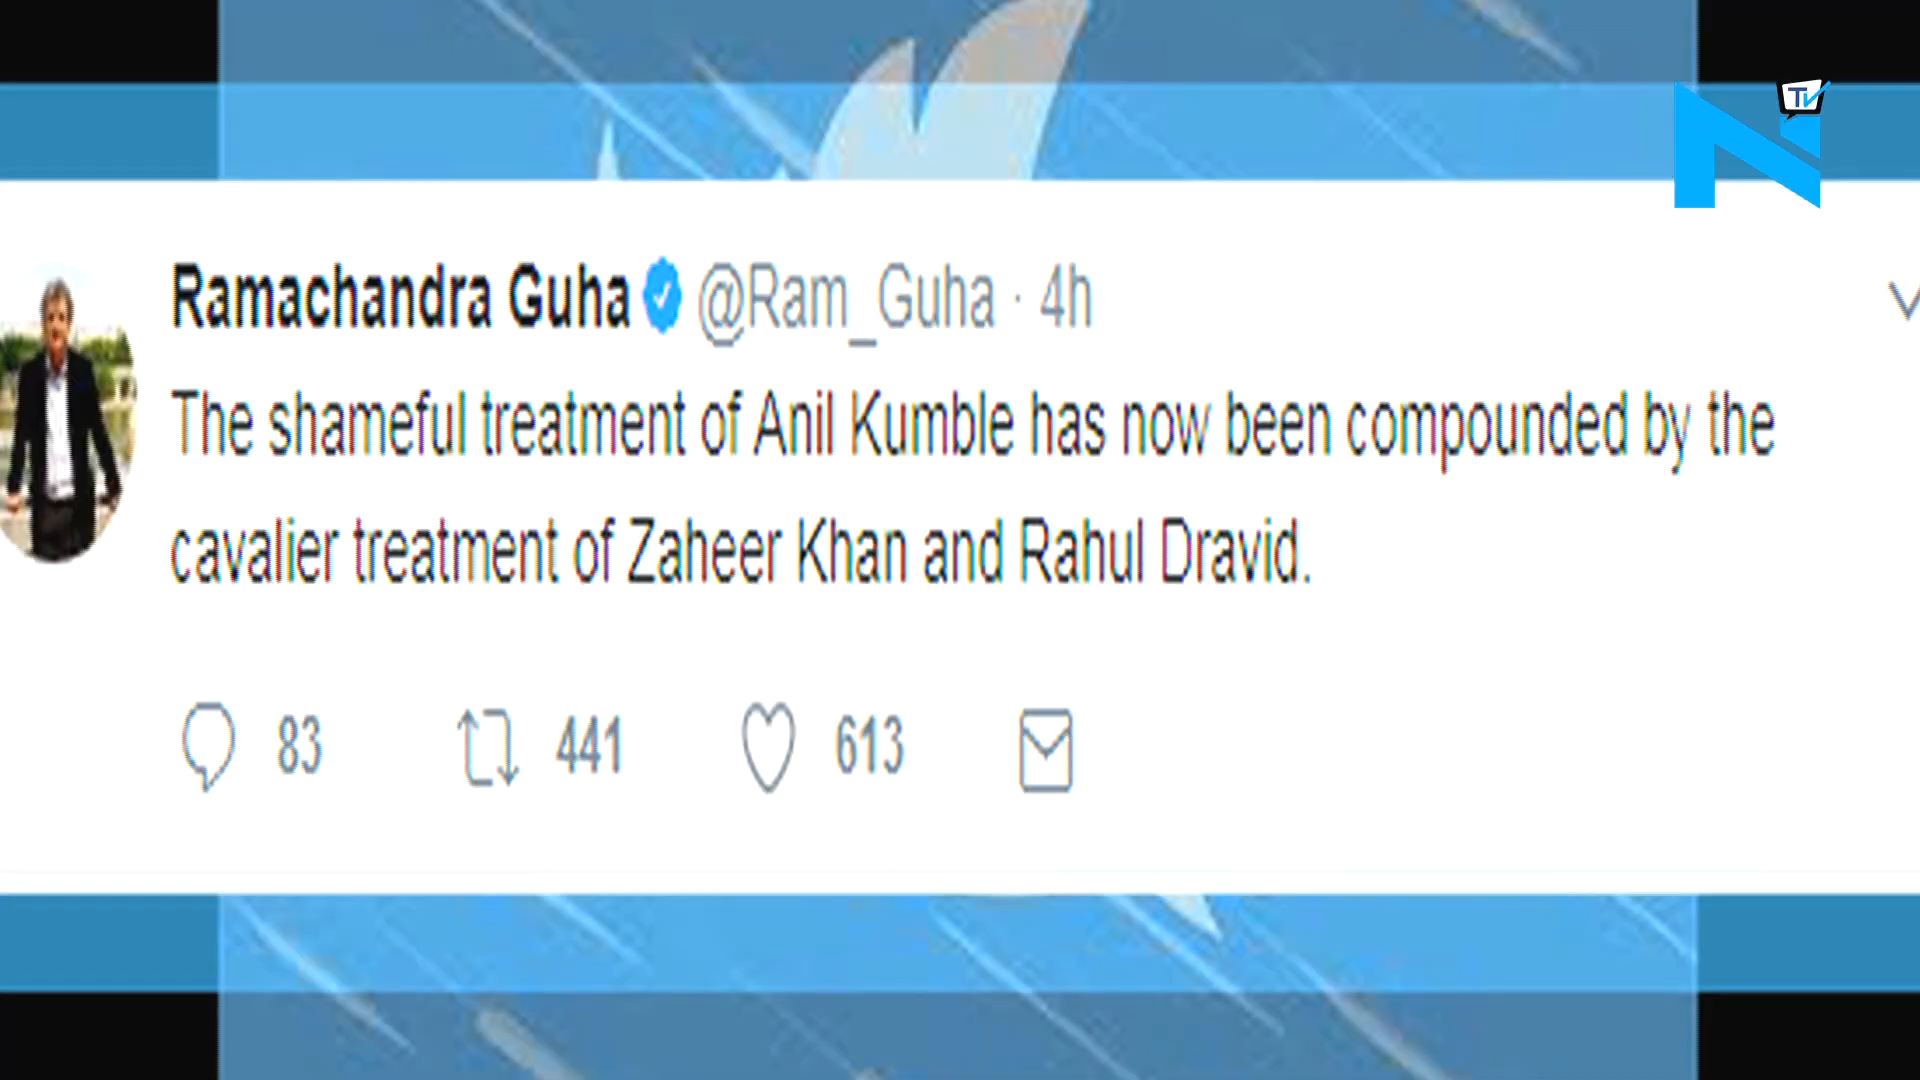 TV
Ramachandra Guha @Ram_Guha · 4h
The shameful treatment of Anil Kumble has now been compounded by the
cavalier treatment of Zaheer Khan and Rahul Dravid.
83 441 613